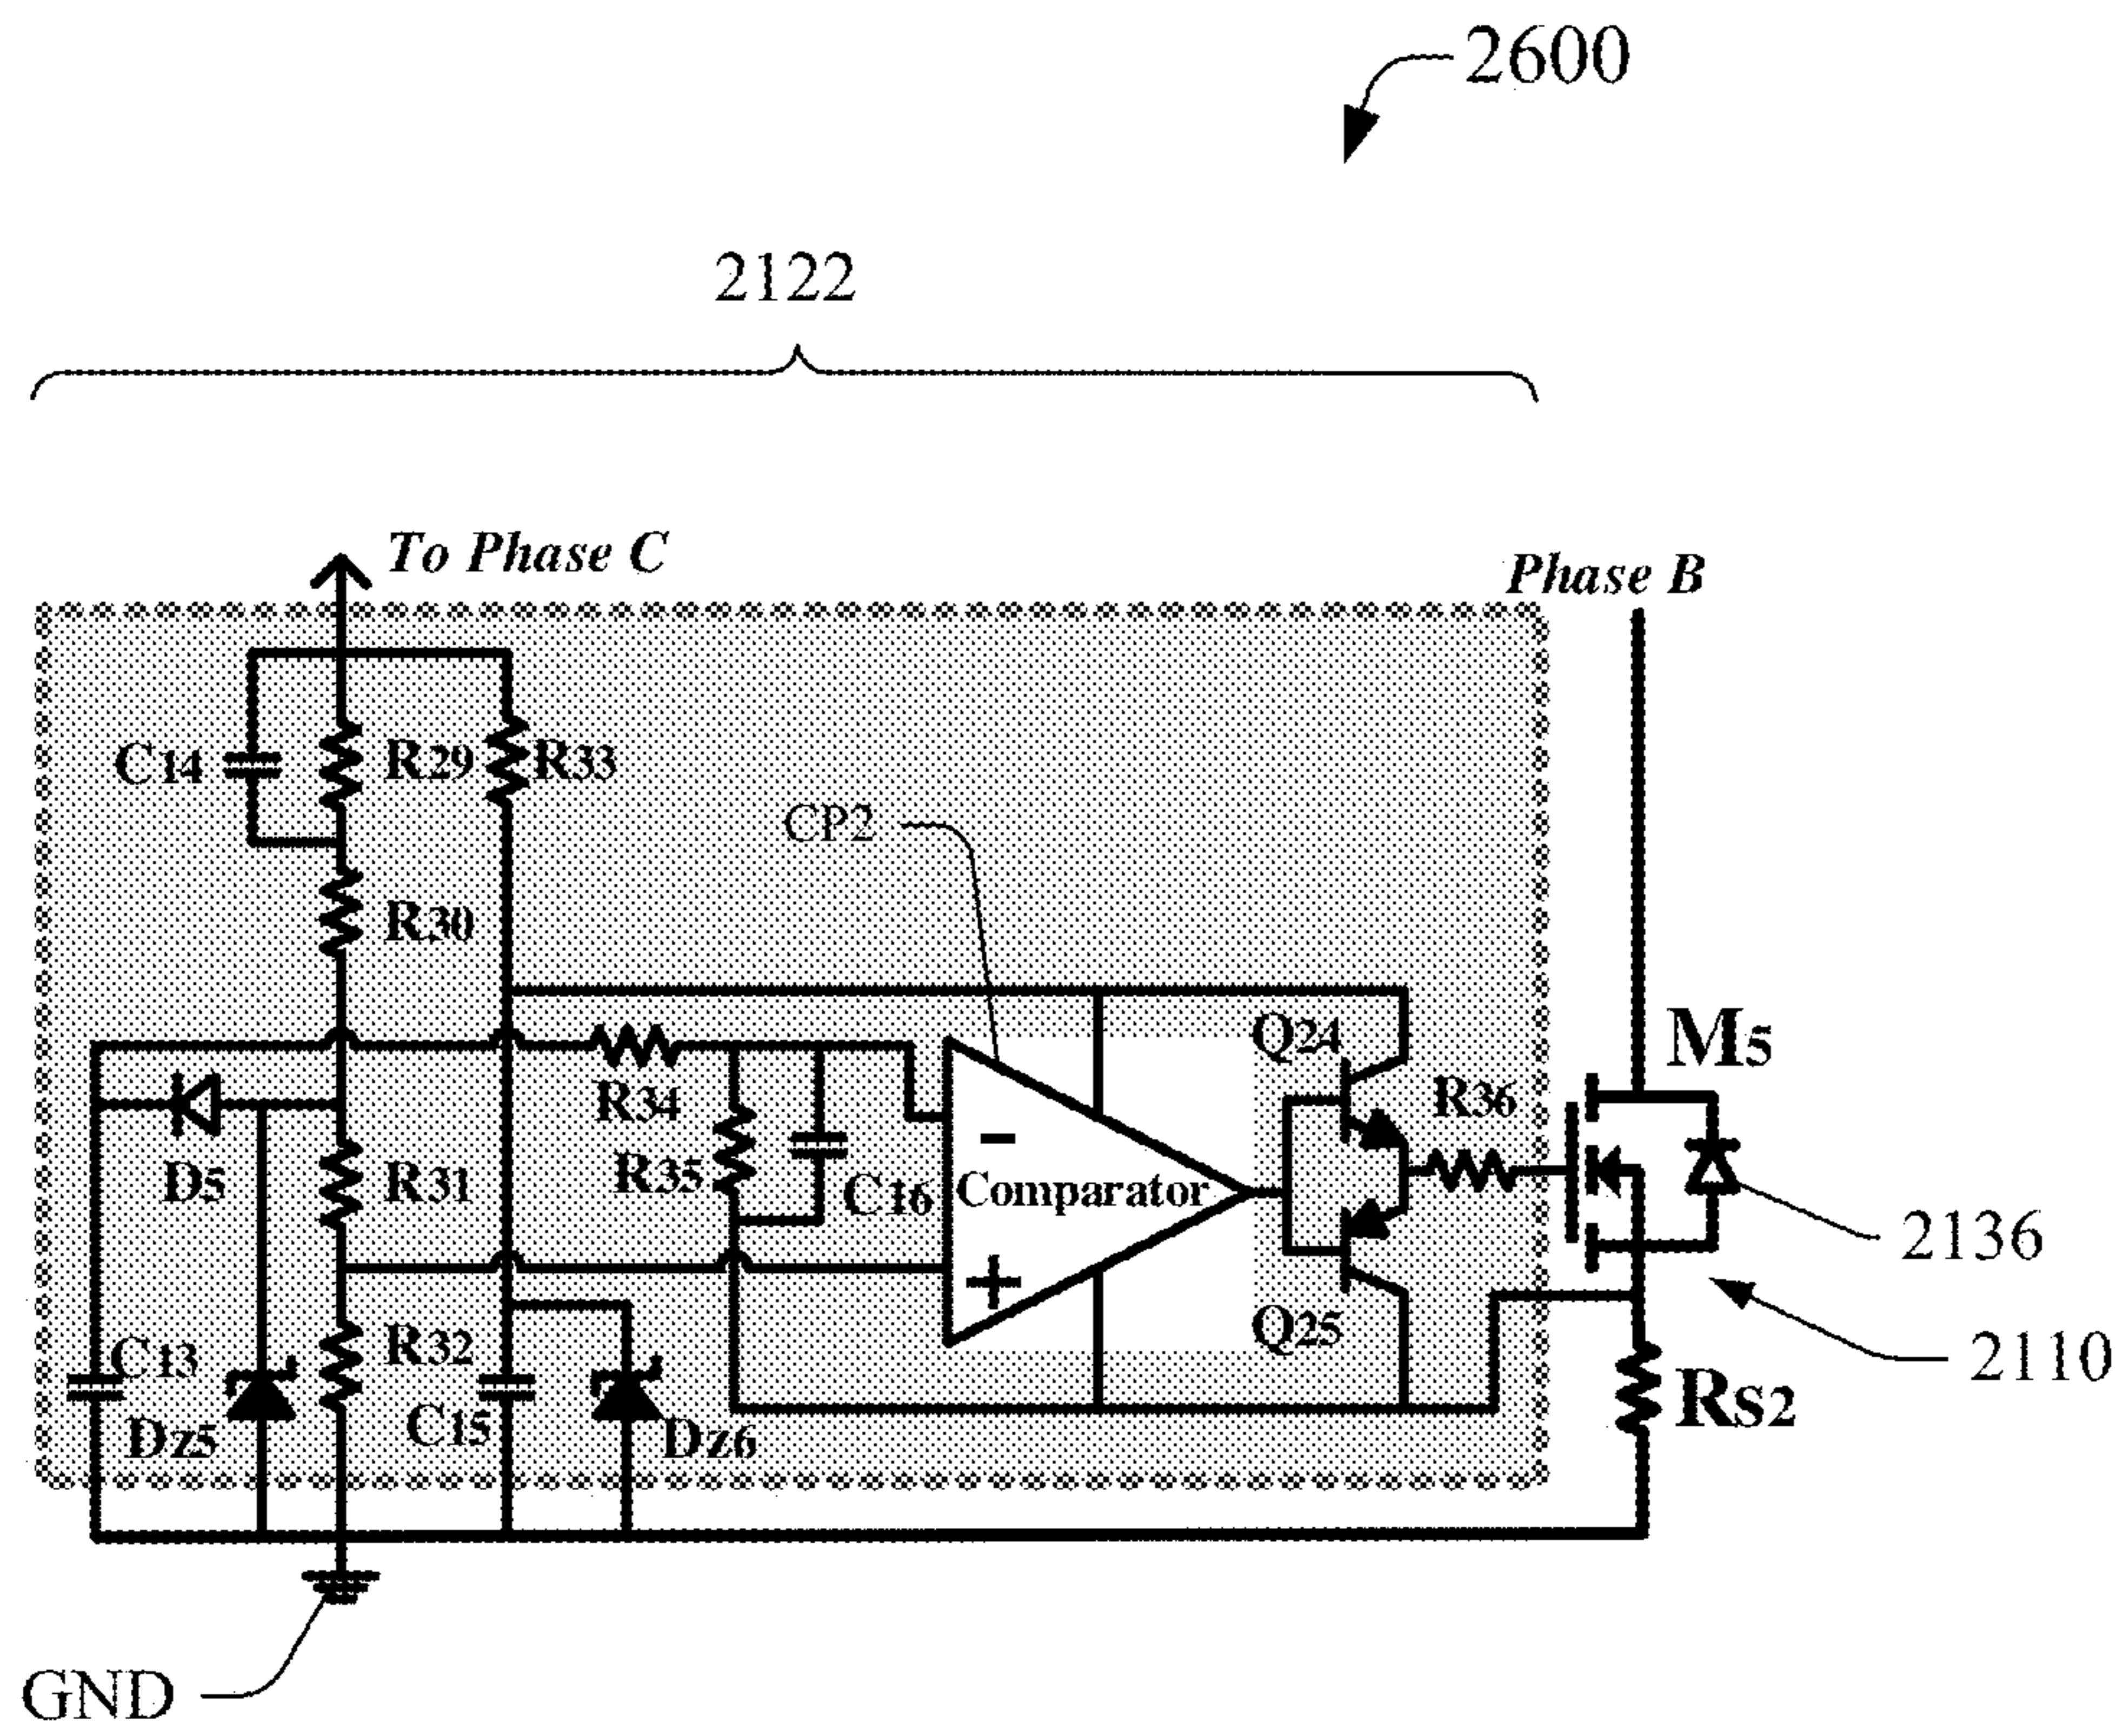 2600
2122
To Phase C
Phase B
C14
R29
R33
CP2
R30
M5
Q24
R34
R36
D5
R31
R35
C16
-
Comparator
+
2136
C13
R32
Q25
2110
Dz5
C15
Dz6
Rs2
GND